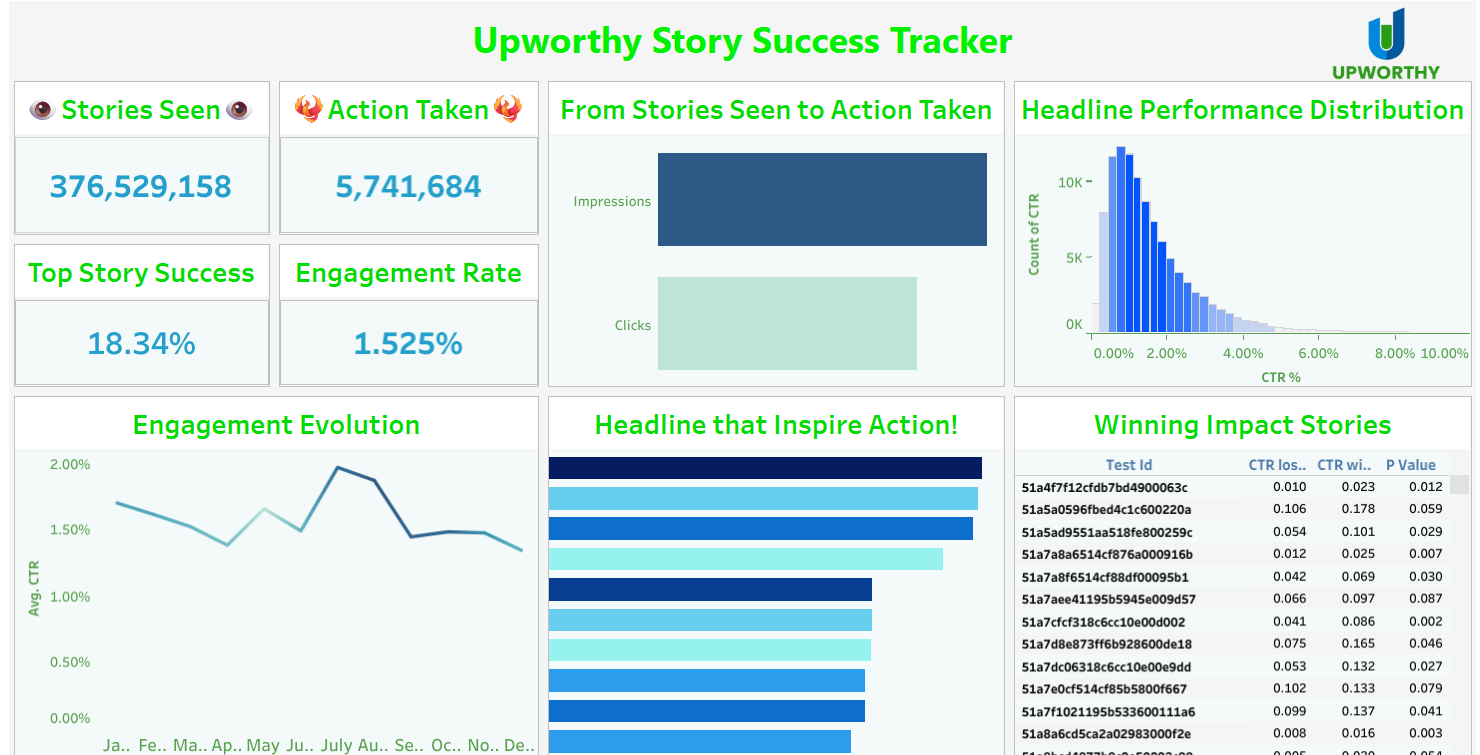 Upworthy Story Success Tracker
UPWORTHY
Stories Seen
376,529,158
Action Taken
5,741,684
Top Story Success
18.34%
Engagement Rate
1.525%
From Stories Seen to Action Taken
Impressions
Clicks
Headline Performance Distribution
Count of CTR
10K
5K
0K
0.00% 2.00% 4.00% 6.00% 8.00% 10.00%
CTR %
Engagement Evolution
Avg. CTR
2.00%
1.50%
1.00%
0.50%
0.00%
Ja.. Fe.. Ma.. Ap.. May Ju.. July Au.. Se.. Oc.. No.. De..
Headline that Inspire Action!
Winning Impact Stories
Test Id CTR los.. CTR wi.. P Value
51a4f7f12cfdb7bd4900063c 0.010 0.023 0.012
51a5a0596fbed4c1c600220a 0.106 0.178 0.059
51a5ad9551aa518fe800259c 0.054 0.101 0.029
51a7a8a6514cf876a000916b 0.012 0.025 0.007
51a7a8f6514cf88df00095b1 0.042 0.069 0.030
51a7aee41195b5945e009d57 0.066 0.097 0.087
51a7cfcf318c6cc10e00d002 0.041 0.086 0.002
51a7d8e873ff6b928600de18 0.075 0.165 0.046
51a7dc06318c6cc10e00e9dd 0.053 0.132 0.027
51a7e0cf514cf85b5800f667 0.102 0.133 0.079
51a7f1021195b533600111a6 0.099 0.137 0.041
51a8a6cd5ca2a02983000f2e 0.008 0.016 0.003